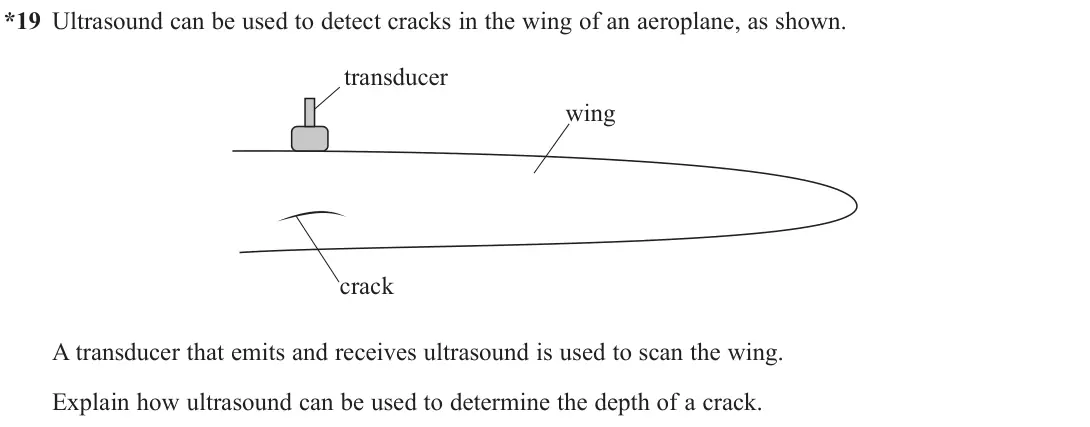 *19 Ultrasound can be used to detect cracks in the wing of an aeroplane, as shown.
transducer
wing
crack
A transducer that emits and receives ultrasound is used to scan the wing.
Explain how ultrasound can be used to determine the depth of a crack.